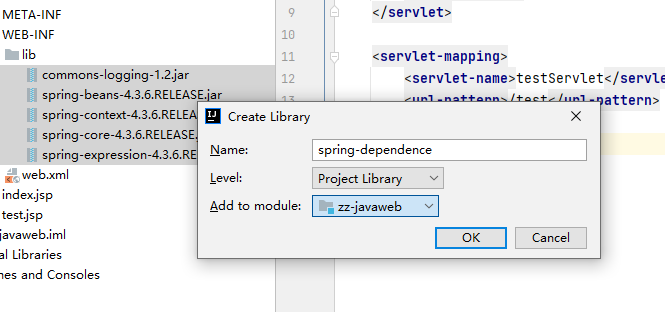 META-INF
WEB-INF
lib
commons-logging-1.2.jar
spring-beans-4.3.6.RELEASE.jar
spring-context-4.3.6.RELEASE.
spring-core-4.3.6.RELEASE.
spring-expression-4.3.6.RE
web.xml
index.jsp
test.jsp
javaweb.iml
al Libraries
nes and Consoles
9 </servlet>
10
11 <servlet-mapping>
12 <servlet-name>testServlet</serv
13 <url-pattern>/test</url-pattern>
Create Library
Name: spring-dependence
Level: Project Library
Add to module: zz-javaweb
OK Cancel